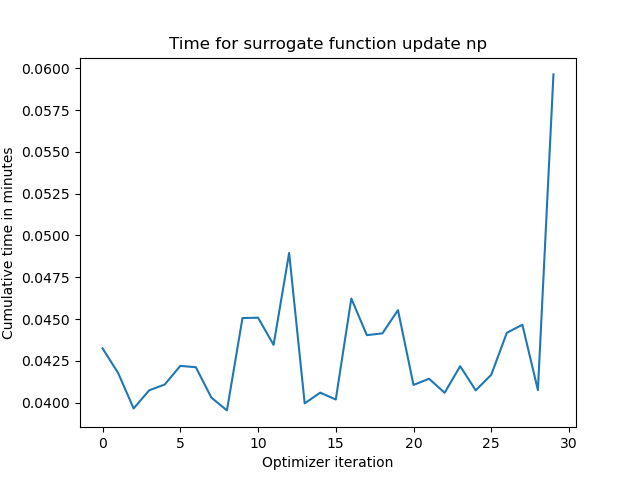 Time for surrogate function update np
Cumulative time in minutes
0.0600
0.0575
0.0550
0.0525
0.0500
0.0475
0.0450
0.0425
0.0400
0 5 10 15 20 25 30
Optimizer iteration